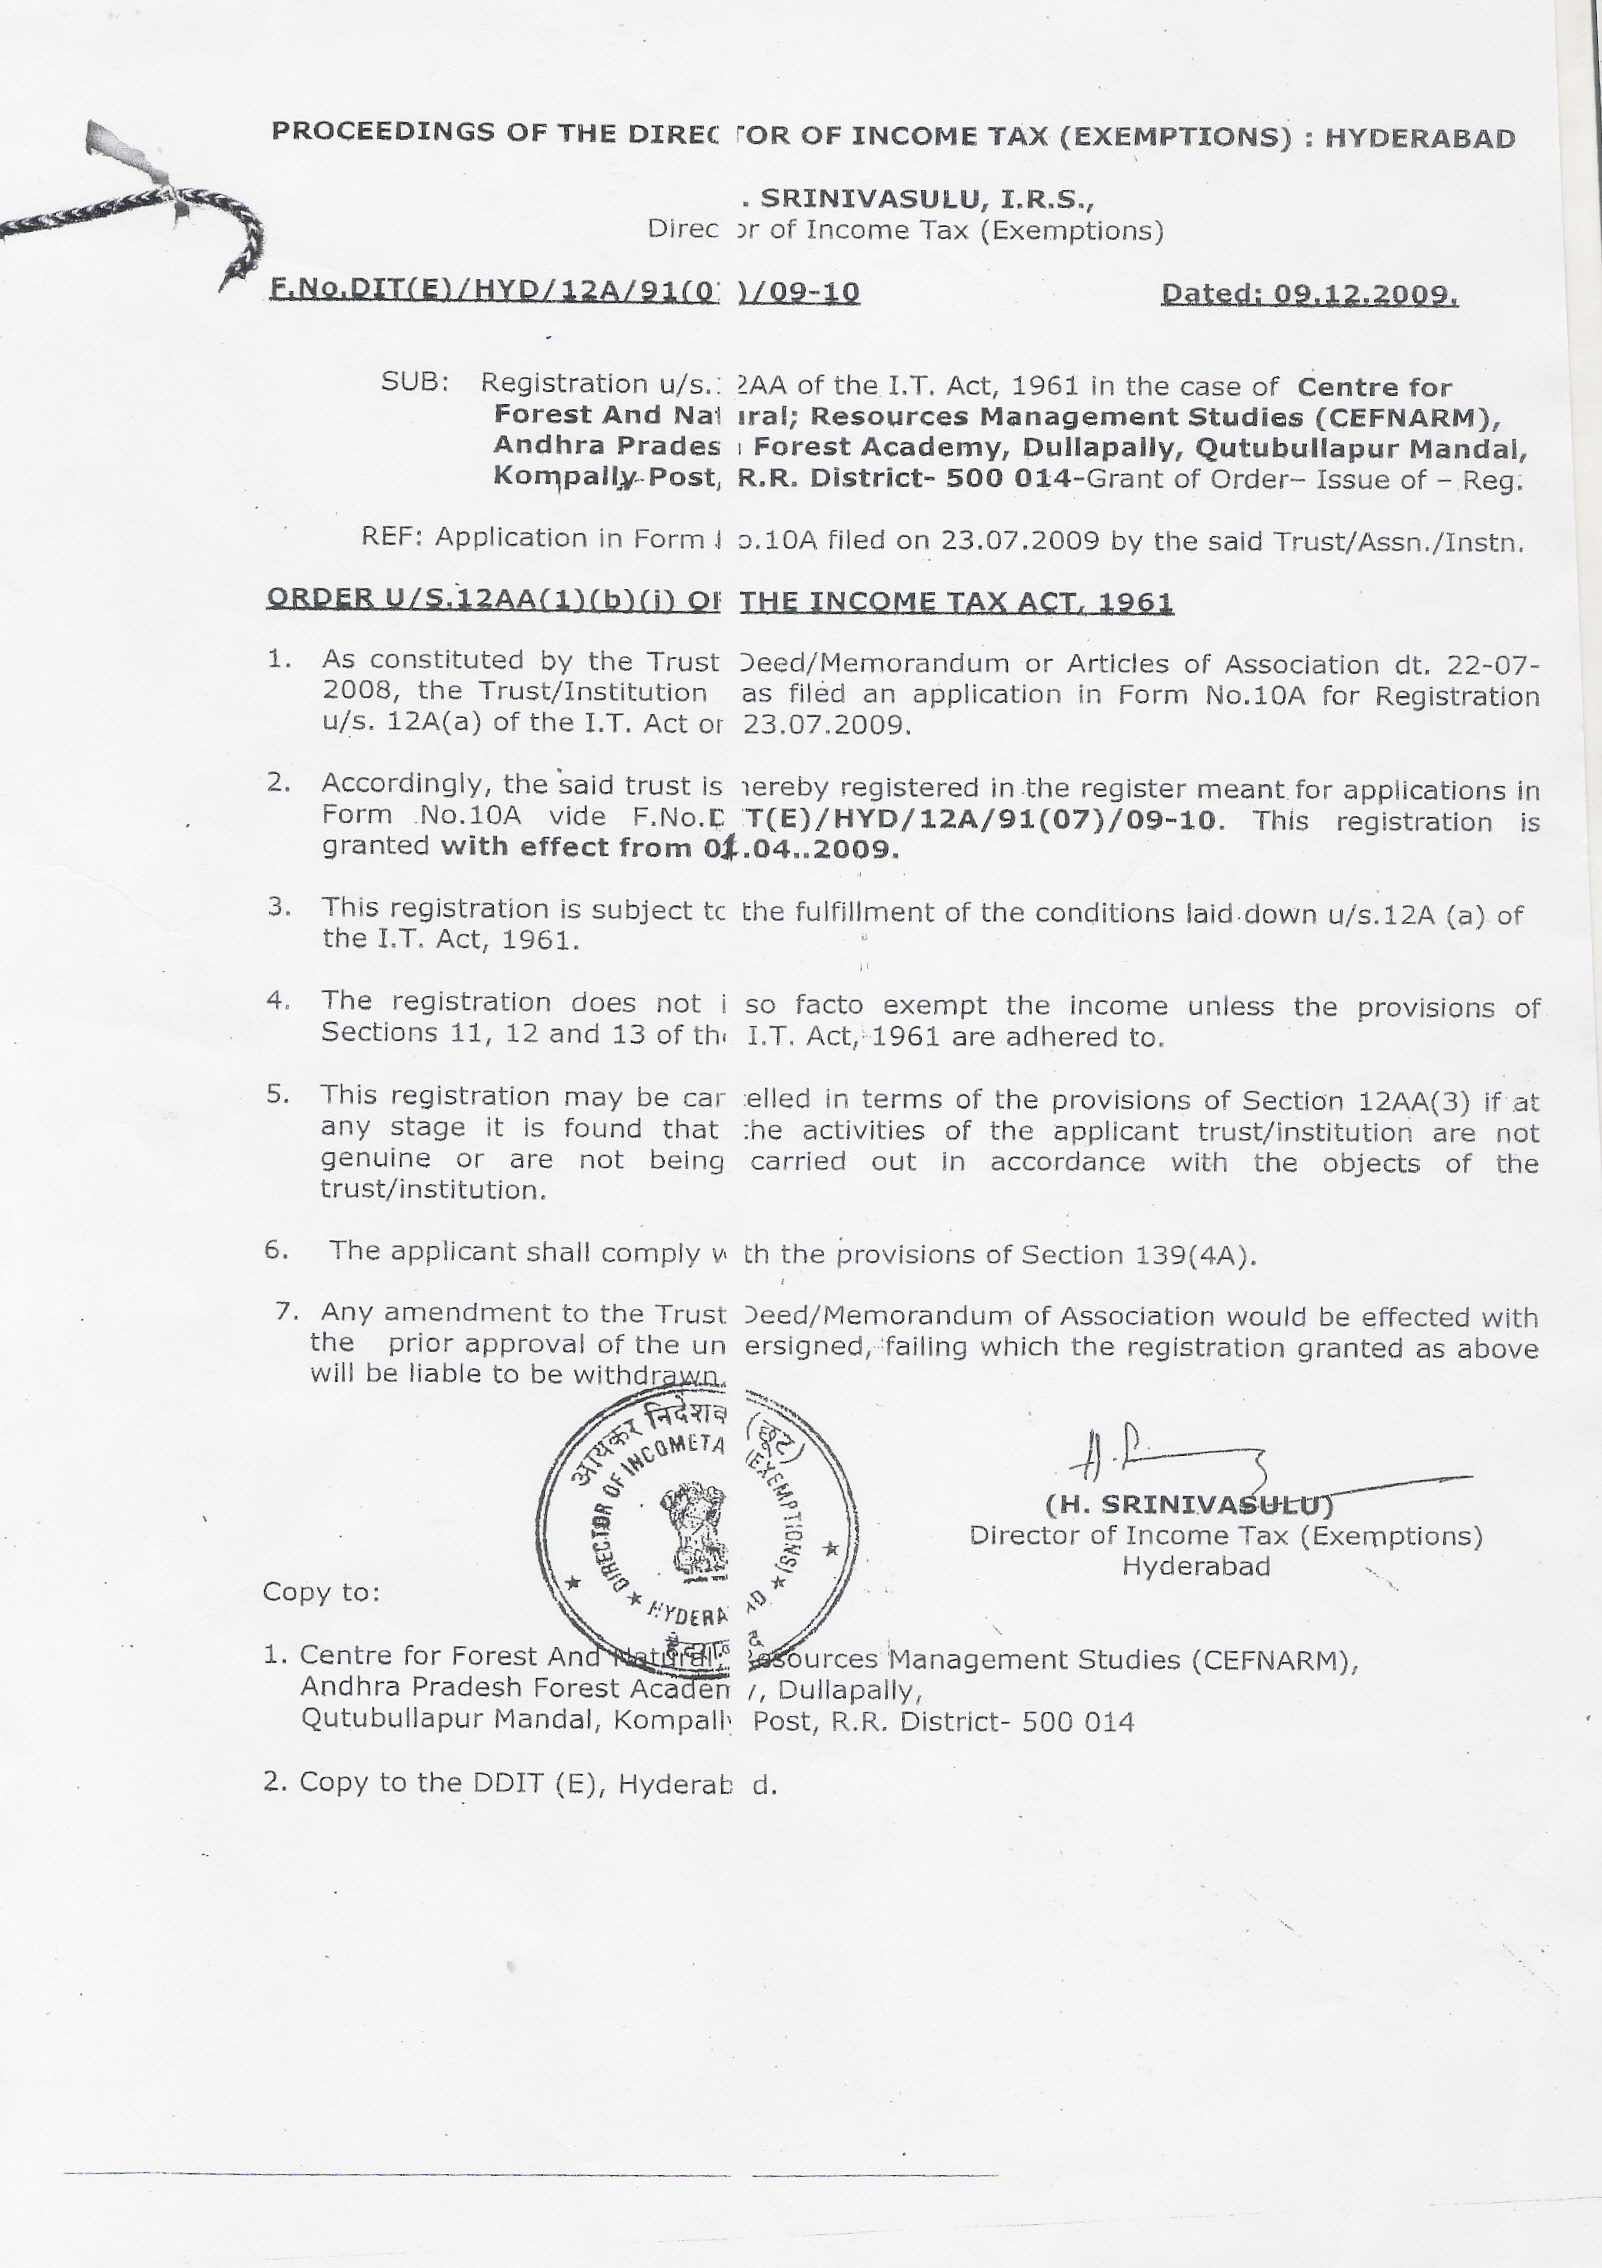 PROCEEDINGS OF THE DIREC TOR OF INCOME TAX (EXEMPTIONS) : HYDERABAD
. SRINIVASULU, I.R.S.,
Direc or of Income Tax (Exemptions)
F.No.DIT(E)/HYD/12A/91(0 )/09-10 Dated: 09.12.2009.
SUB: Registration u/s. 2AA of the I.T. Act, 1961 in the case of Centre for
Forest And Nat ural; Resources Management Studies (CEFNARM),
Andhra Prades Forest Academy, Dullapally, Qutubullapur Mandal,
Kompally Post, R.R. District- 500 014-Grant of Order– Issue of – Reg.
REF: Application in Form o.10A filed on 23.07.2009 by the said Trust/Assn./Instn.
ORDER U/S.12AA(1)(b)(i) OF THE INCOME TAX ACT, 1961
1. As constituted by the Trust Deed/Memorandum or Articles of Association dt. 22-07-
2008, the Trust/Institution as filed an application in Form No.10A for Registration
u/s. 12A(a) of the I.T. Act on 23.07.2009.
2. Accordingly, the said trust is hereby registered in the register meant for applications in
Form No.10A vide F.No.D T(E)/HYD/12A/91(07)/09-10. This registration is
granted with effect from 01.04..2009.
3. This registration is subject to the fulfillment of the conditions laid down u/s.12A (a) of
the I.T. Act, 1961.
4. The registration does not i so facto exempt the income unless the provisions of
Sections 11, 12 and 13 of the I.T. Act, 1961 are adhered to.
5. This registration may be can celled in terms of the provisions of Section 12AA(3) if at
any stage it is found that the activities of the applicant trust/institution are not
genuine or are not being carried out in accordance with the objects of the
trust/institution.
6. The applicant shall comply w th the provisions of Section 139(4A).
7. Any amendment to the Trust Deed/Memorandum of Association would be effected with
the prior approval of the un ersigned, failing which the registration granted as above
will be liable to be withdrawn.
आयकर निदेशक (छूट)
DIRECTOR OF INCOMETA (EXEMPTIONS)
HYDERA AD
(H. SRINIVASULU)
Director of Income Tax (Exemptions)
Hyderabad
Copy to:
1. Centre for Forest And Natural; Resources Management Studies (CEFNARM),
Andhra Pradesh Forest Academy, Dullapally,
Qutubullapur Mandal, Kompally Post, R.R. District- 500 014
2. Copy to the DDIT (E), Hyderab d.